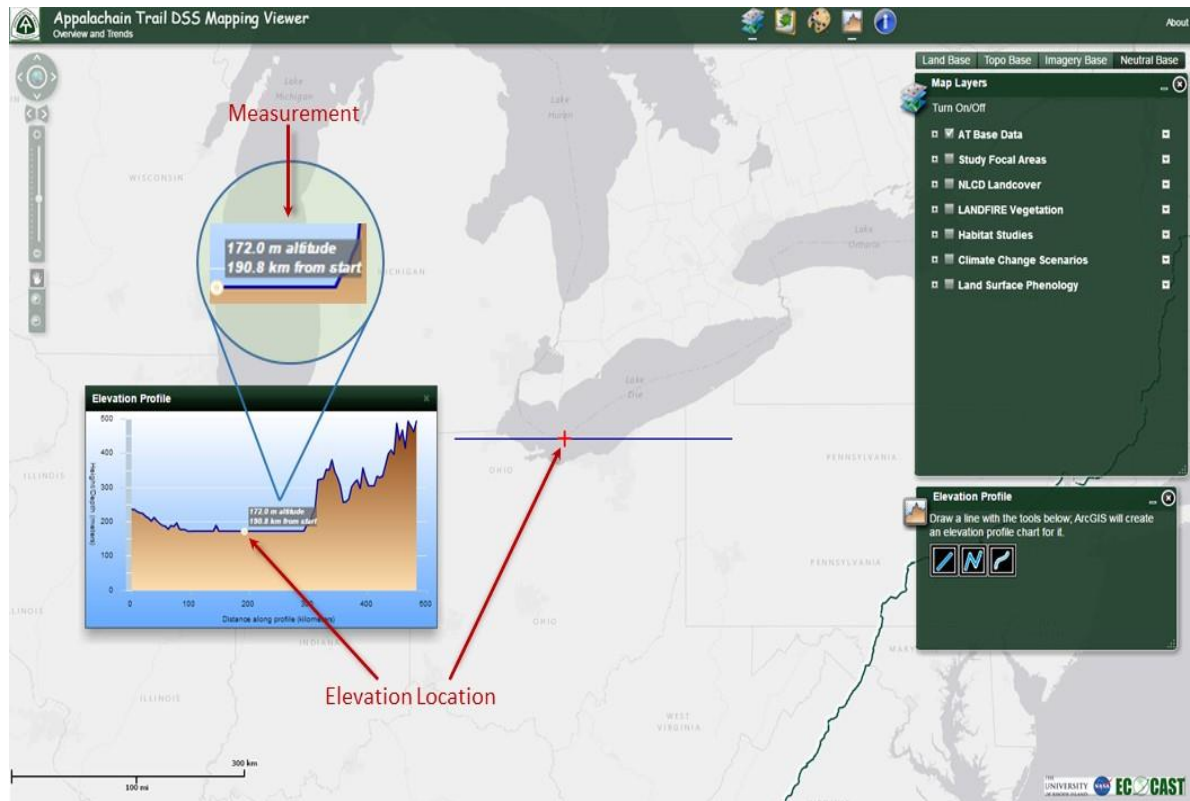 Appalachain Trail DSS Mapping Viewer
Overview and Trends
About
Land Base Topo Base Imagery Base Neutral Base
Map Layers
Turn On/Off
AT Base Data
Study Focal Areas
NLCD Landcover
LANDFIRE Vegetation
Habitat Studies
Climate Change Scenarios
Land Surface Phenology
Lake
Michigan
Lake
Huron
Measurement
WISCONSIN
Lake
Ontario
172.0 m altitude
190.8 km from start
MICHIGAN
Lake
Erie
Elevation Profile
500
400
300
200
100
0
Height/Depth (meters)
172.0 m altitude
190.8 km from start
0 100 200 300 400 500
Distance along profile (kilometers)
ILLINOIS
OHIO
PENNSYLVANIA
Elevation Profile
Draw a line with the tools below; ArcGIS will create
an elevation profile chart for it.
PENNSYLVANIA
OHIO
INDIANA
ILLINOIS
Elevation Location
WEST
VIRGINIA
300 km
100 mi
THE
UNIVERSITY
OF RHODE ISLAND
NASA
ECOCAST